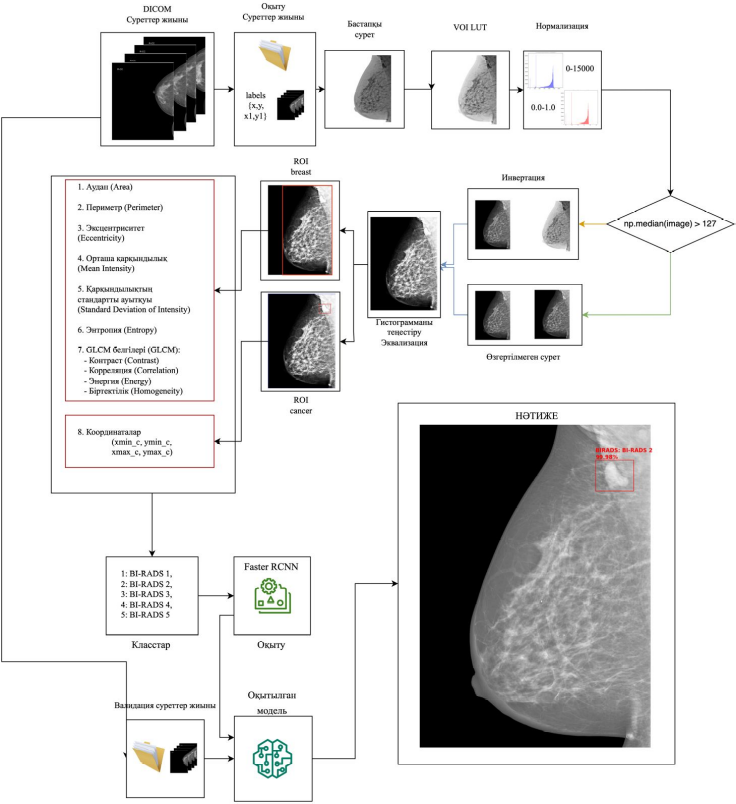 DICOM
Суреттер жиыны
Оқыту
Суреттер жиыны
labels
{x,y,
x1,y1}
Бастапқы
сурет
VOI LUT
Нормализация
0-15000
0.0-1.0
np.median(image) > 127
Инвертация
Өзгертілмеген сурет
Гистограмманы
теңестіру
Эквализация
ROI
breast
ROI
cancer
1. Аудан (Area)
2. Периметр (Perimeter)
3. Эксцентриситет
(Eccentricity)
4. Орташа қарқындылық
(Mean Intensity)
5. Қарқындылықтың
стандартты ауытқуы
(Standard Deviation of Intensity)
6. Энтропия (Entropy)
7. GLCM белгілері (GLCM):
- Контраст (Contrast)
- Корреляция (Correlation)
- Энергия (Energy)
- Біртектілік (Homogeneity)
8. Координаталар
(xmin_c, ymin_c,
xmax_c, ymax_c)
1: BI-RADS 1,
2: BI-RADS 2,
3: BI-RADS 3,
4: BI-RADS 4,
5: BI-RADS 5
Класстар
Faster RCNN
Оқыту
Валидация суреттер жиыны
Оқытылған
модель
НӘТИЖЕ
BIRADS: BI-RADS 2
99.98%